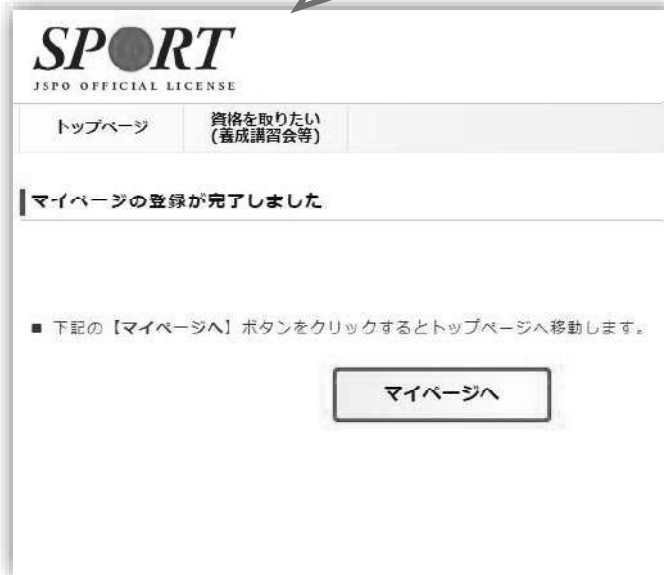 SPORT
JSPO OFFICIAL LICENSE
トップページ
資格を取りたい
(養成講習会等)
マイページの登録が完了しました
■ 下記の【マイページへ】ボタンをクリックするとトップページへ移動します。
マイページへ